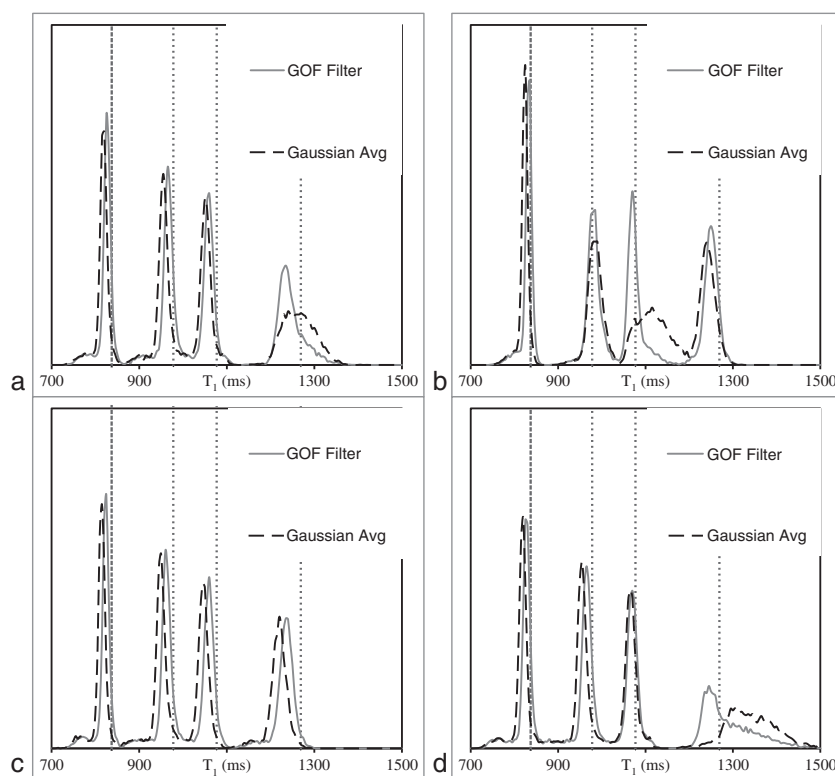 GOF Filter
Gaussian Avg
a
700 900 T1 (ms) 1300 1500
GOF Filter
Gaussian Avg
b
700 900 T1 (ms) 1300 1500
GOF Filter
Gaussian Avg
c
700 900 T1 (ms) 1300 1500
GOF Filter
Gaussian Avg
d
700 900 T1 (ms) 1300 1500